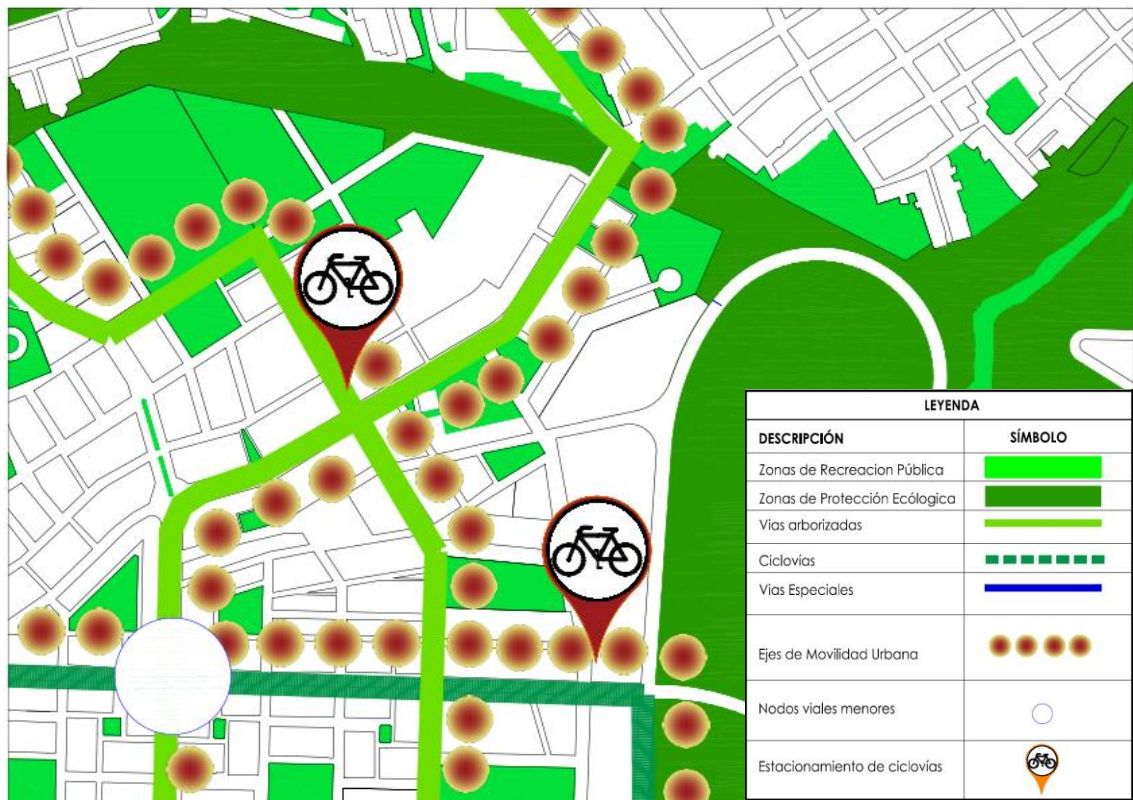 LEYENDA
DESCRIPCIÓN SÍMBOLO
Zonas de Recreacion Pública
Zonas de Protección Ecólogica
Vias arborizadas
Ciclovías
Vias Especiales
Ejes de Movilidad Urbana
Nodos viales menores
Estacionamiento de ciclovías